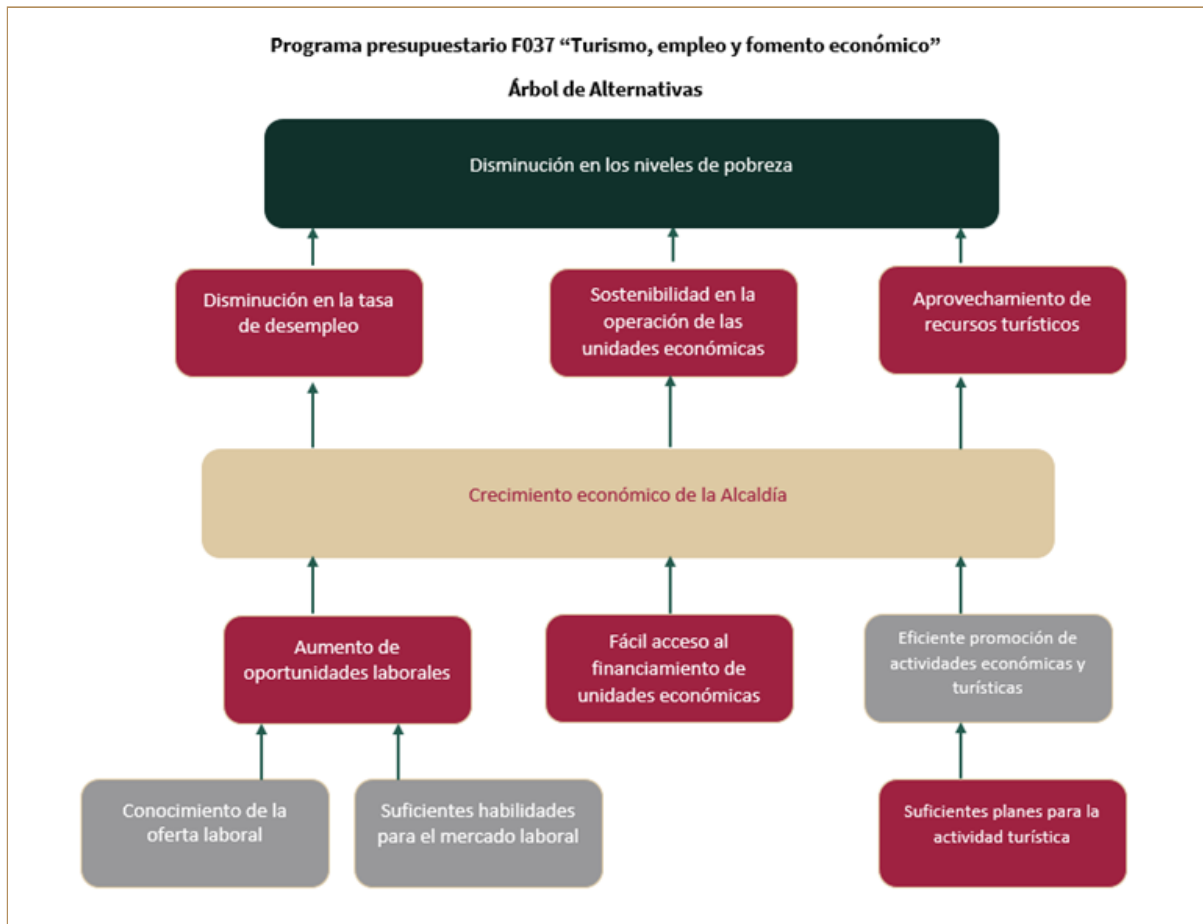 Programa presupuestario F037 “Turismo, empleo y fomento económico”
Árbol de Alternativas
Disminución en los niveles de pobreza
Disminución en la tasa
de desempleo
Sostenibilidad en la
operación de las
unidades económicas
Aprovechamiento de
recursos turísticos
Crecimiento económico de la Alcaldía
Aumento de
oportunidades laborales
Fácil acceso al
financiamiento de
unidades económicas
Eficiente promoción de
actividades económicas y
turísticas
Conocimiento de la
oferta laboral
Suficientes habilidades
para el mercado laboral
Suficientes planes para la
actividad turística